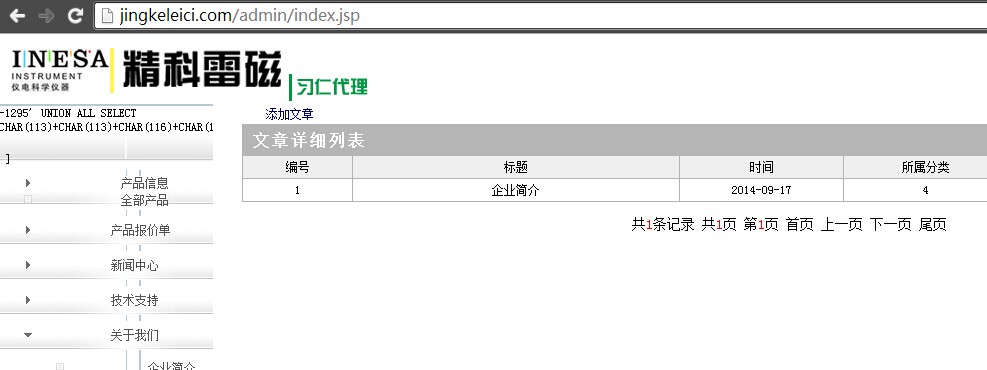 jingkeleici.com/admin/index.jsp
INESA
INSTRUMENT
仪电科学仪器
精科雷磁
习仁代理
-1295' UNION ALL SELECT
CHAR(113)+CHAR(113)+CHAR(116)+CHAR(1
]
产品信息
全部产品
产品报价单
新闻中心
技术支持
关于我们
企业简介
添加文章
文章详细列表
编号 标题 时间 所属分类
1 企业简介 2014-09-17 4
共1条记录 共1页 第1页 首页 上一页 下一页 尾页